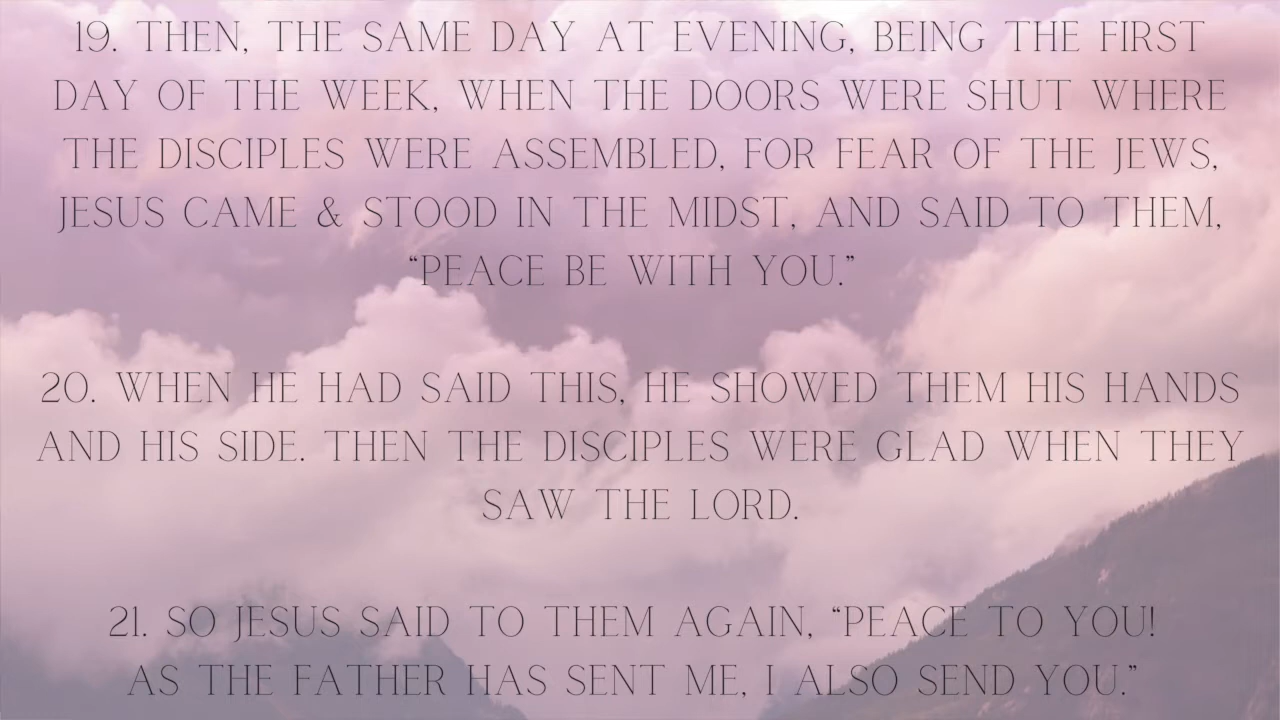 19. THEN, THE SAME DAY AT EVENING, BEING THE FIRST
DAY OF THE WEEK, WHEN THE DOORS WERE SHUT WHERE
THE DISCIPLES WERE ASSEMBLED, FOR FEAR OF THE JEWS,
JESUS CAME & STOOD IN THE MIDST, AND SAID TO THEM,
“PEACE BE WITH YOU.”
20. WHEN HE HAD SAID THIS, HE SHOWED THEM HIS HANDS
AND HIS SIDE. THEN THE DISCIPLES WERE GLAD WHEN THEY
SAW THE LORD.
21. SO JESUS SAID TO THEM AGAIN, “PEACE TO YOU!
AS THE FATHER HAS SENT ME, I ALSO SEND YOU.”